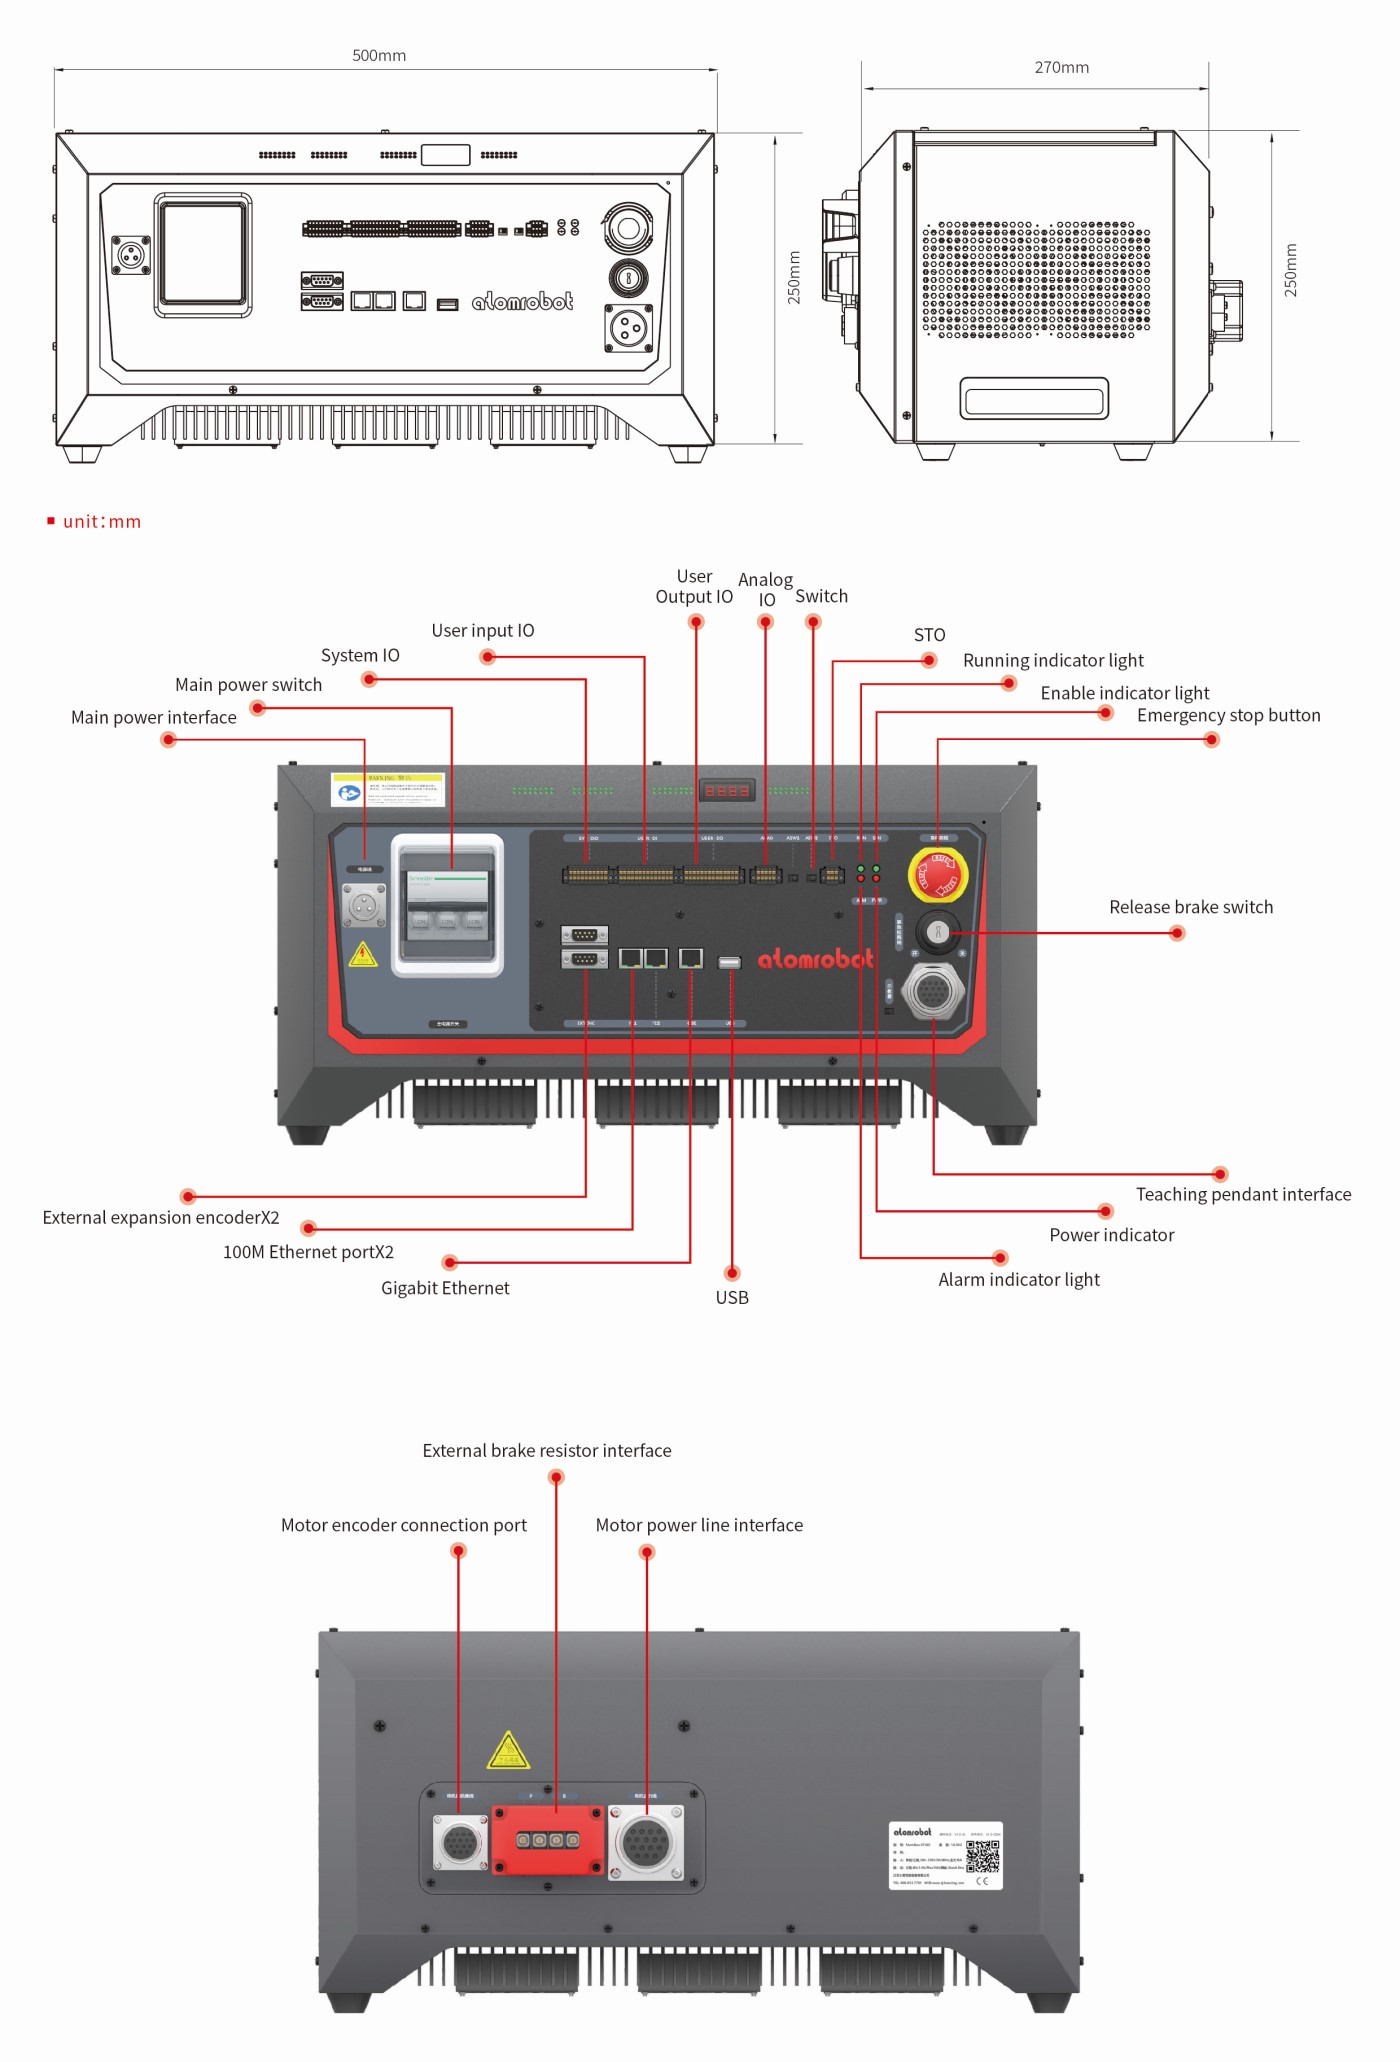 500mm
270mm
250mm
250mm
atomrobot
unit:mm
User
Output IO
Analog
IO
Switch
User input IO
STO
System IO
Running indicator light
Main power switch
Enable indicator light
Main power interface
Emergency stop button
WARNING 警告
Schneider
Release brake switch
atomrobot
Teaching pendant interface
External expansion encoderX2
Power indicator
100M Ethernet portX2
Alarm indicator light
Gigabit Ethernet
USB
External brake resistor interface
Motor encoder connection port
Motor power line interface
atomrobot
CE